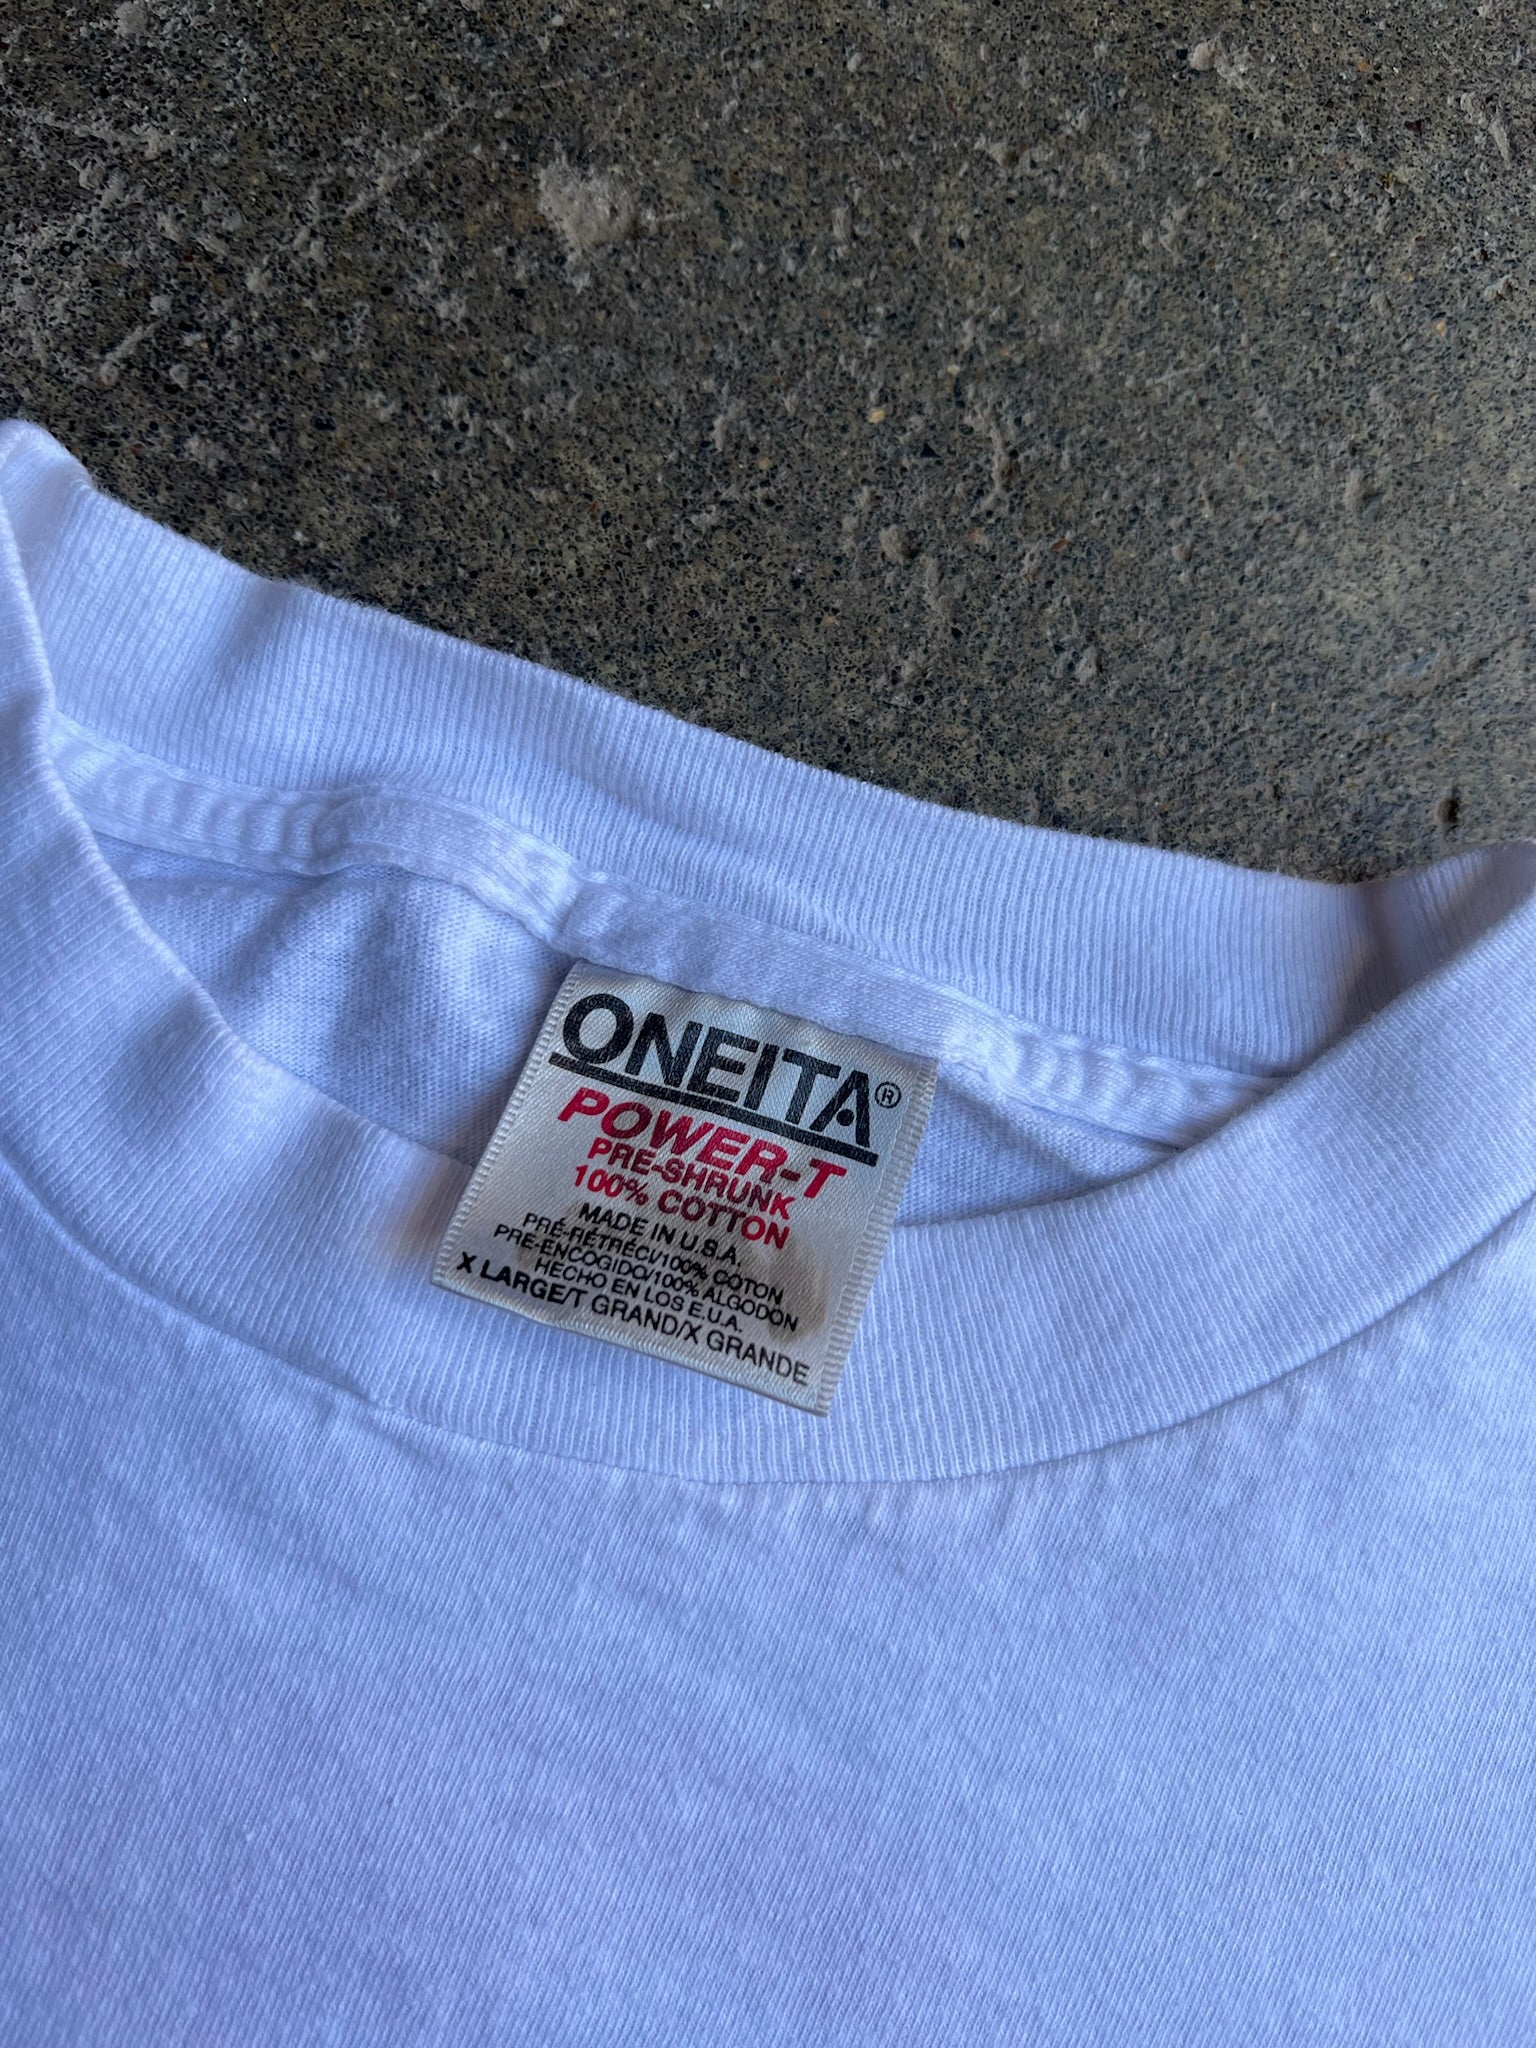 ONEITA®
POWER-T
PRE-SHRUNK
100% COTTON
MADE IN U.S.A.
PRÉ-RÉTRÉCI/100% COTON
PRE-ENCOGIDO/100% ALGODON
HECHO EN LOS E.U.A.
X LARGE/T GRAND/X GRANDE